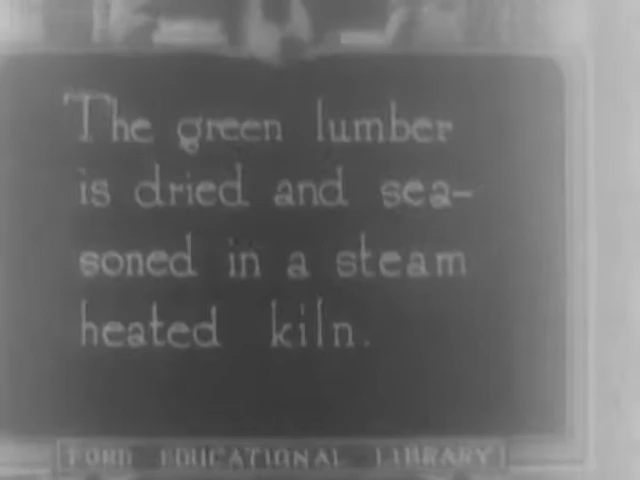 The green lumber
is dried and sea-
soned in a steam
heated kiln.
FORD EDUCATIONAL LIBRARY